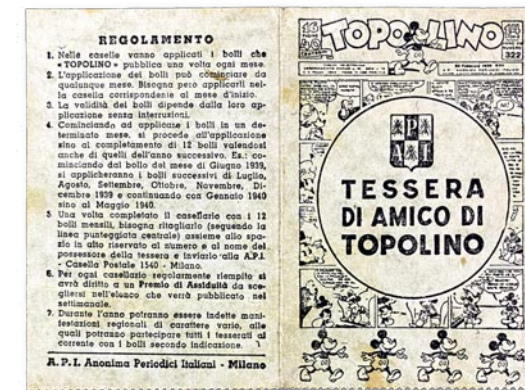 REGOLAMENTO
1. Nelle caselle vanno applicati i bolli che
« TOPOLINO » pubblica una volta ogni mese.
2. L'applicazione dei bolli può cominciare da
qualunque mese. Bisogna però applicarli nel-
la casella corrispondente al mese d'inizio.
3. La validità dei bolli dipende dalla loro ap-
plicazione senza interruzioni.
4. Cominciando ad applicare i bolli in un de-
terminato mese, si procede all'applicazione
sino al completamento di 12 bolli valendosi
anche di quelli dell'anno successivo. Es.: co-
minciando dal bollo del mese di Giugno 1939,
si applicheranno i bolli successivi di Luglio,
Agosto, Settembre, Ottobre, Novembre, Di-
cembre 1939 e continuando con Gennaio 1940
sino al Maggio 1940.
5. Una volta completato il casellario con i 12
bolli mensili, bisogna ritagliarlo (seguendo la
linea punteggiata centrale) assieme allo spa-
zio in alto riservato al numero e al nome del
possessore della tessera e inviarlo alla A.P.I.
- Casella Postale 1540 - Milano.
6. Per ogni casellario regolarmente riempito si
avrà diritto a un Premio di Assiduità da sce-
gliersi nell'elenco che verrà pubblicato nel
settimanale.
7. Durante l'anno potranno essere indette mani-
festazioni regionali di carattere vario, alle
quali potranno partecipare tutti i tesserati al
corrente con i bolli secondo indicazione.
A.P.I. Anonima Periodici Italiani - Milano
TOPOLINO
322
A P I
TESSERA
DI AMICO DI
TOPOLINO